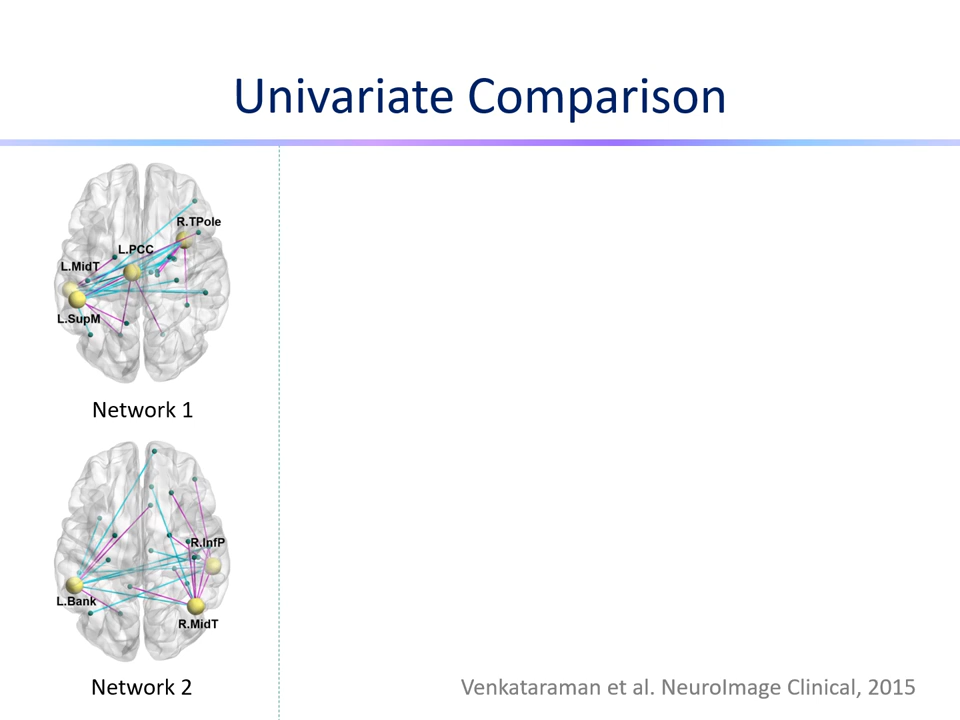 Univariate Comparison
R.TPole
L.PCC
L.MidT
L.SupM
Network 1
R.InfP
L.Bank
R.MidT
Network 2
Venkataraman et al. NeuroImage Clinical, 2015